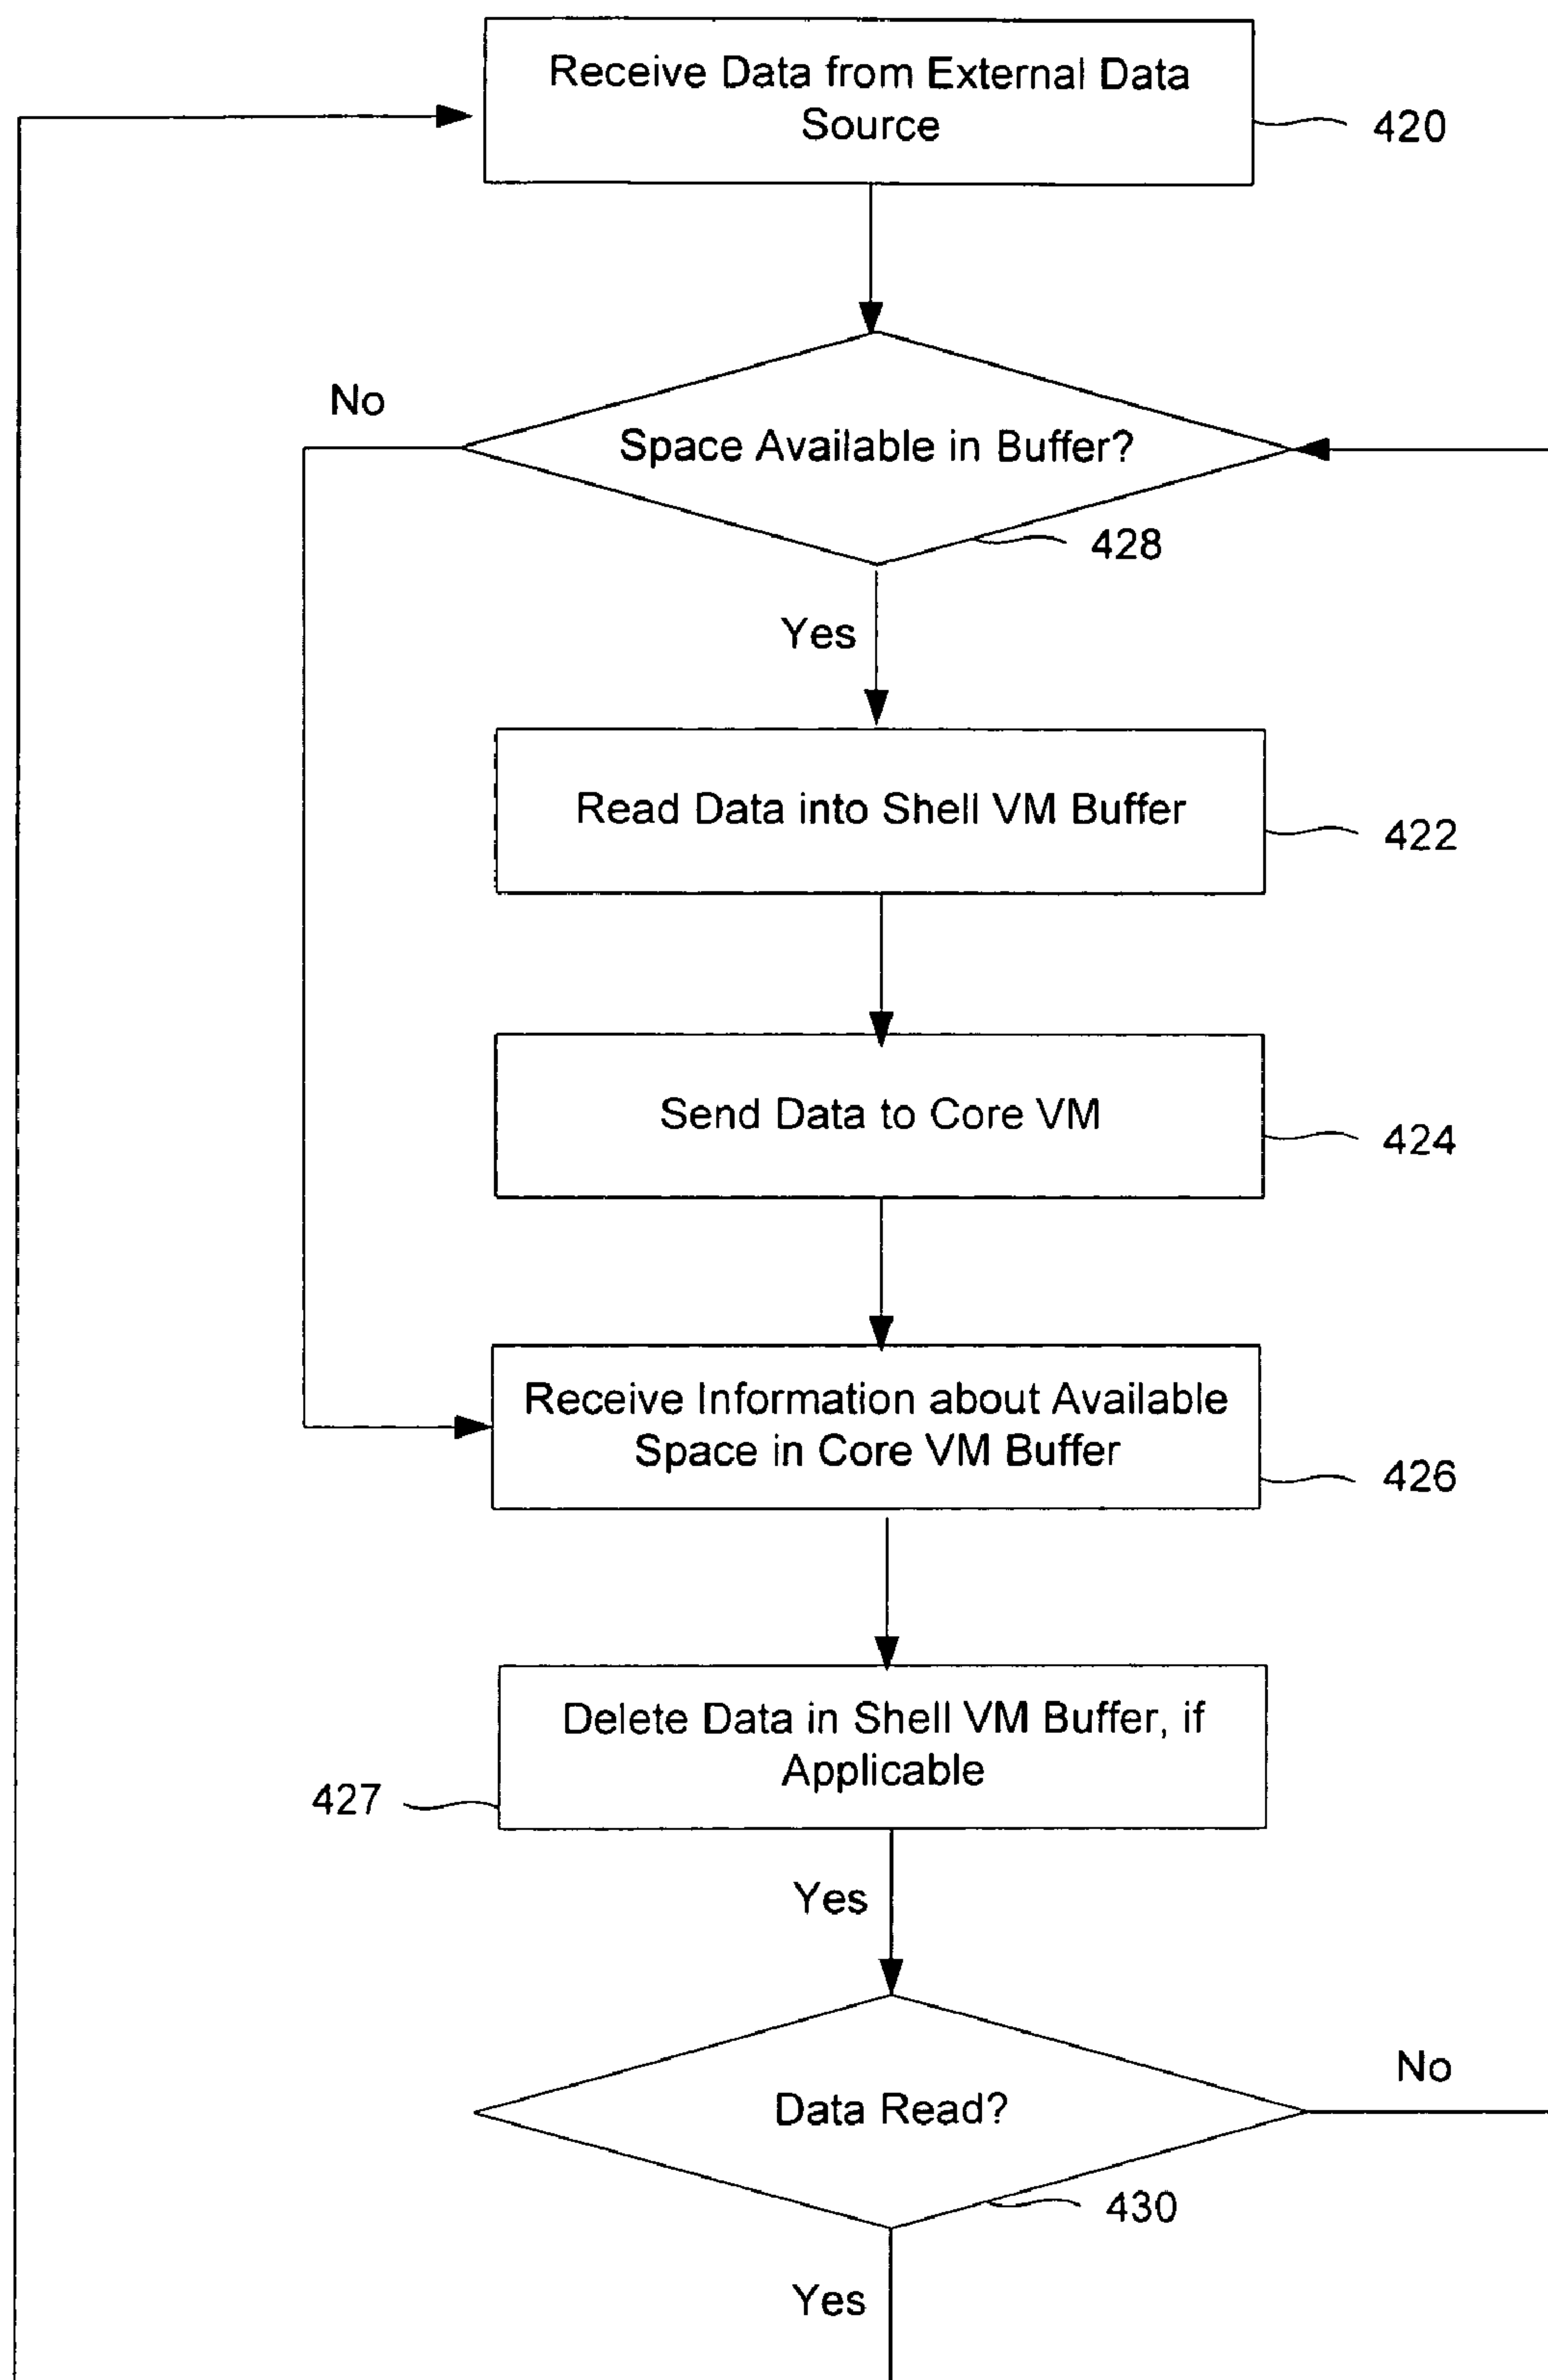 Receive Data from External Data
Source
420
No
Space Available in Buffer?
428
Yes
Read Data into Shell VM Buffer
422
Send Data to Core VM
424
Receive Information about Available
Space in Core VM Buffer
426
Delete Data in Shell VM Buffer, if
Applicable
427
Yes
No
Data Read?
430
Yes